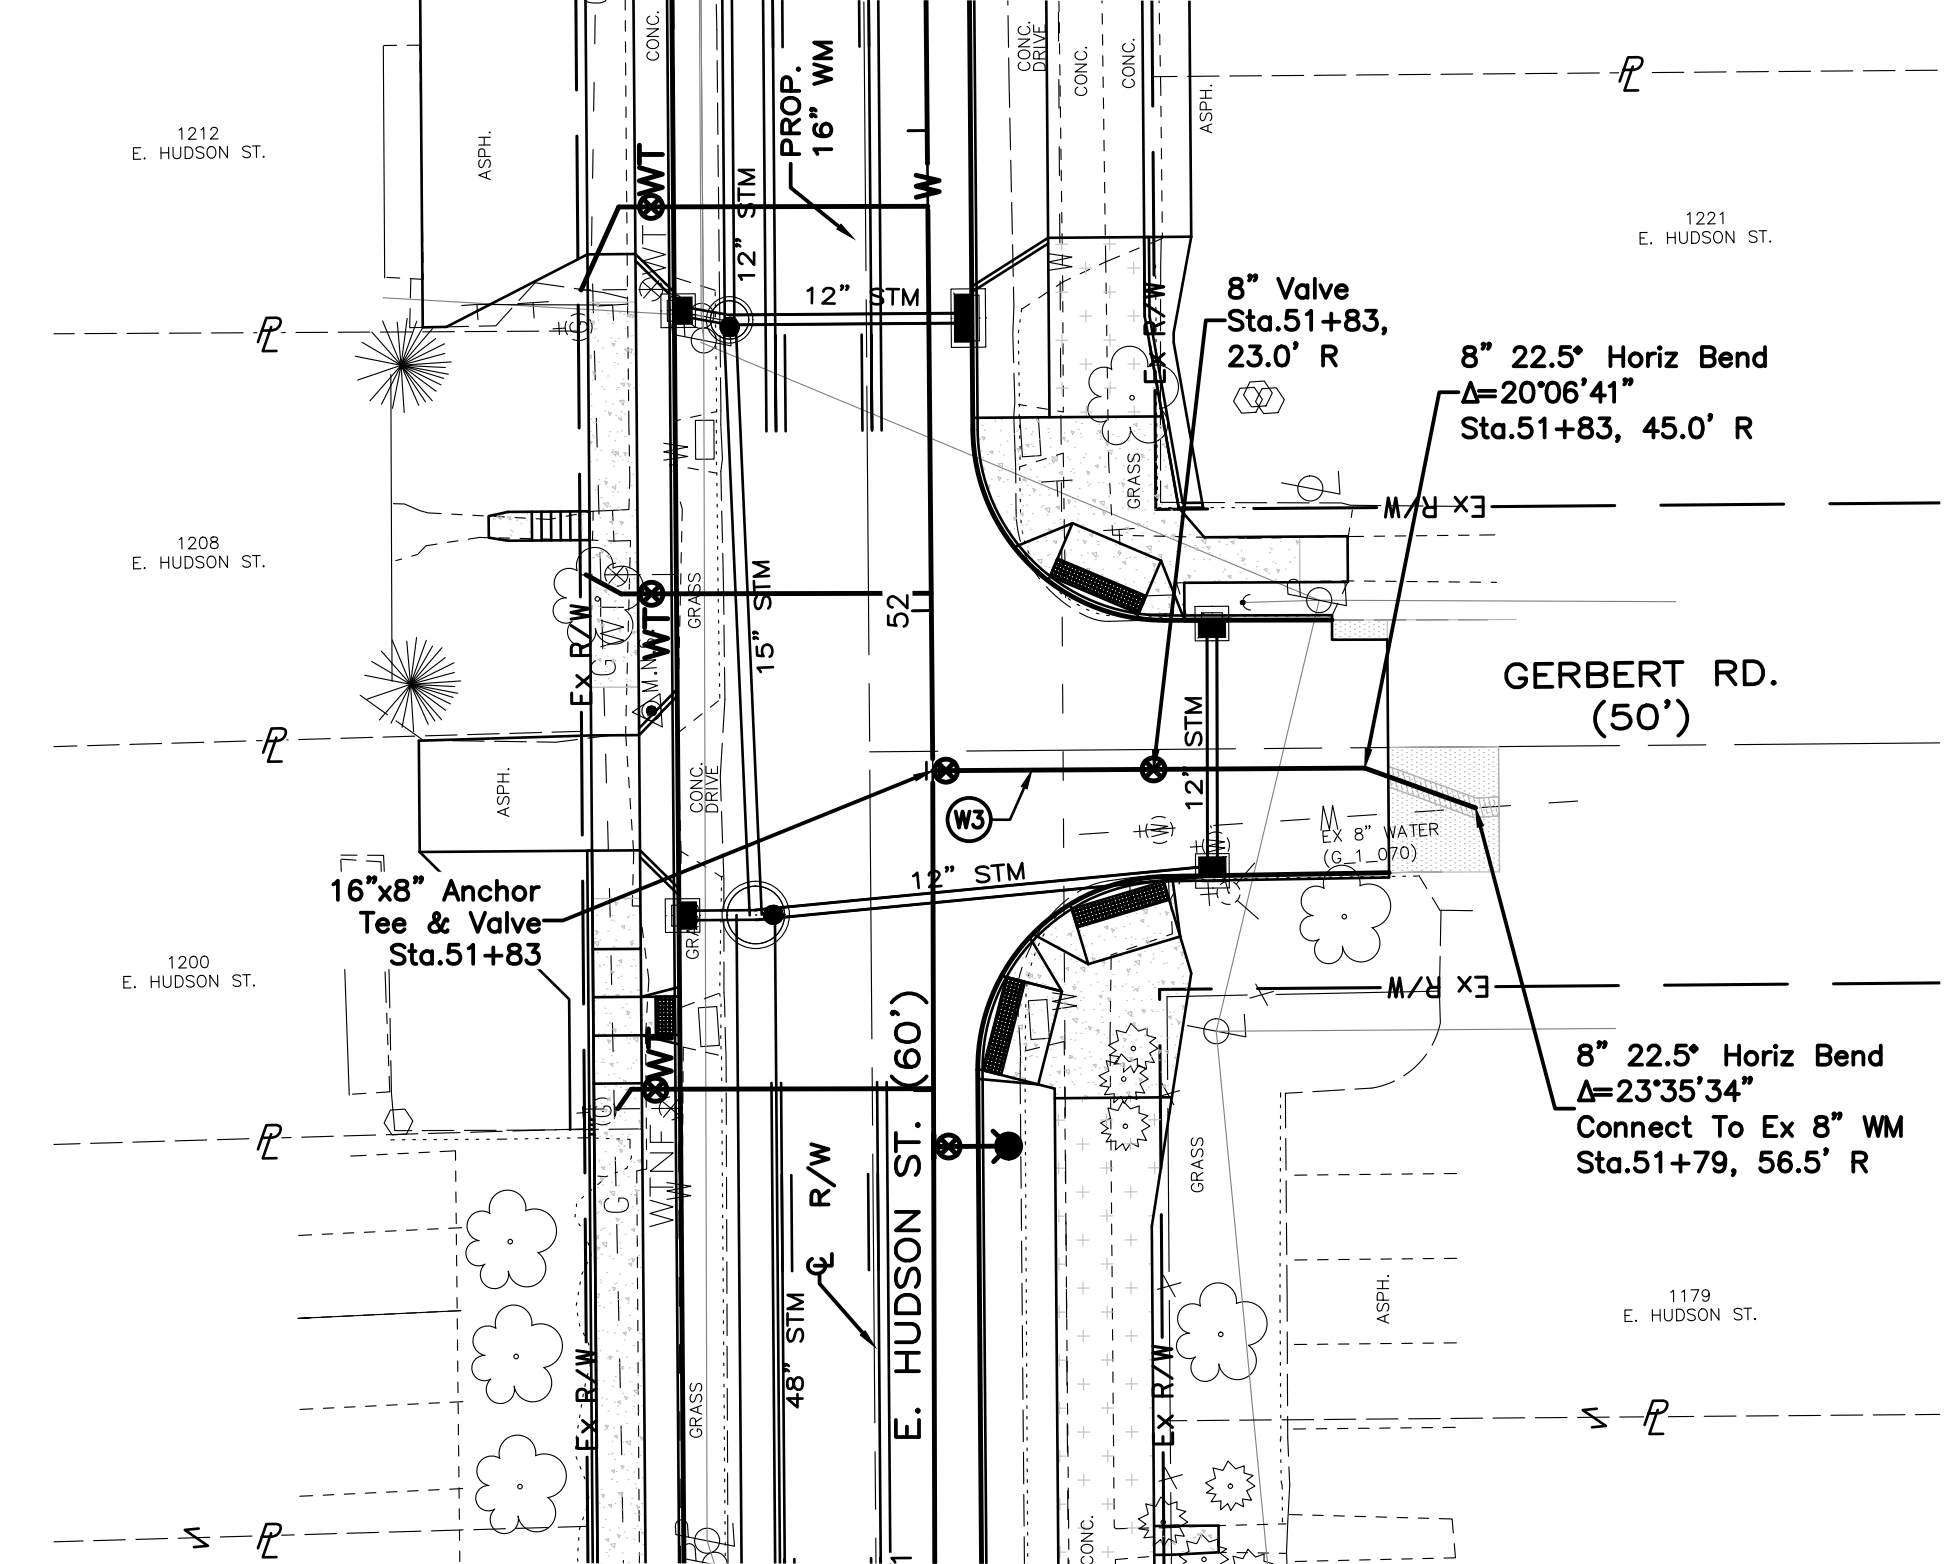 CONC.
CONC.
DRIVE
CONC.
CONC.
ASPH.
PROP.
16” WM
1212
E. HUDSON ST.
ASPH.
WT
W
12” STM
WT
W
1221
E. HUDSON ST.
12” STM
8” Valve
Sta.51+83,
23.0’ R
Ex R/W
G
8” 22.5° Horiz Bend
Δ=20°06’41”
Sta.51+83, 45.0’ R
W
GRASS
Ex R/W
1208
E. HUDSON ST.
GRASS
15” STM
52
WT
Ex R/W
G
W
GERBERT RD.
(50’)
12” STM
ASPH.
CONC.
DRIVE
W3
W
W
W
EX 8” WATER
(G_1_070)
16”x8” Anchor
Tee & Valve
Sta.51+83
12” STM
1200
E. HUDSON ST.
Ex R/W
W
WT
8” 22.5° Horiz Bend
Δ=23°35’34”
Connect To Ex 8” WM
Sta.51+79, 56.5’ R
G
G
W
R/W
GRASS
E. HUDSON ST. (60’)
48” STM
ASPH.
1179
E. HUDSON ST.
Ex R/W
GRASS
Ex R/W
CONC.